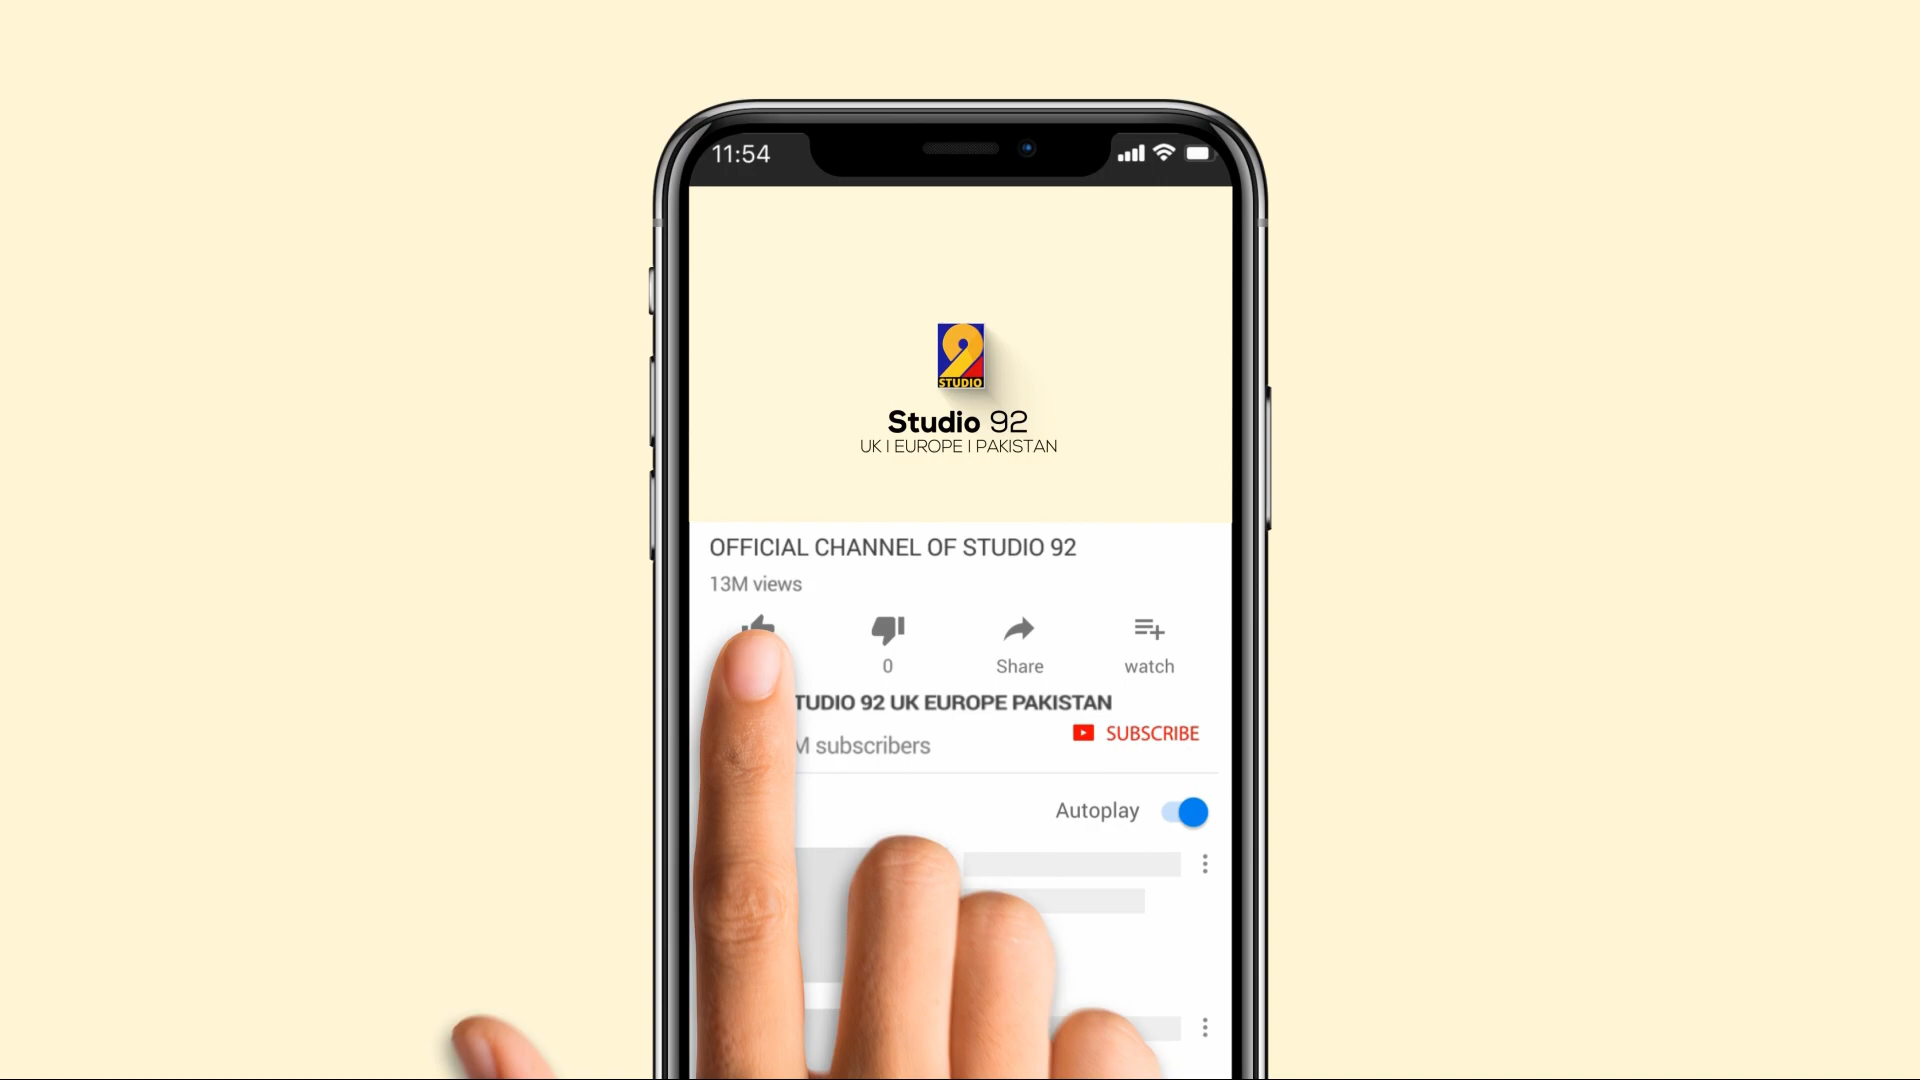 11:54
STUDIO
Studio 92
UK I EUROPE I PAKISTAN
OFFICIAL CHANNEL OF STUDIO 92
13M views
0
Share
watch
TUDIO 92 UK EUROPE PAKISTAN
SUBSCRIBE
M subscribers
Autoplay